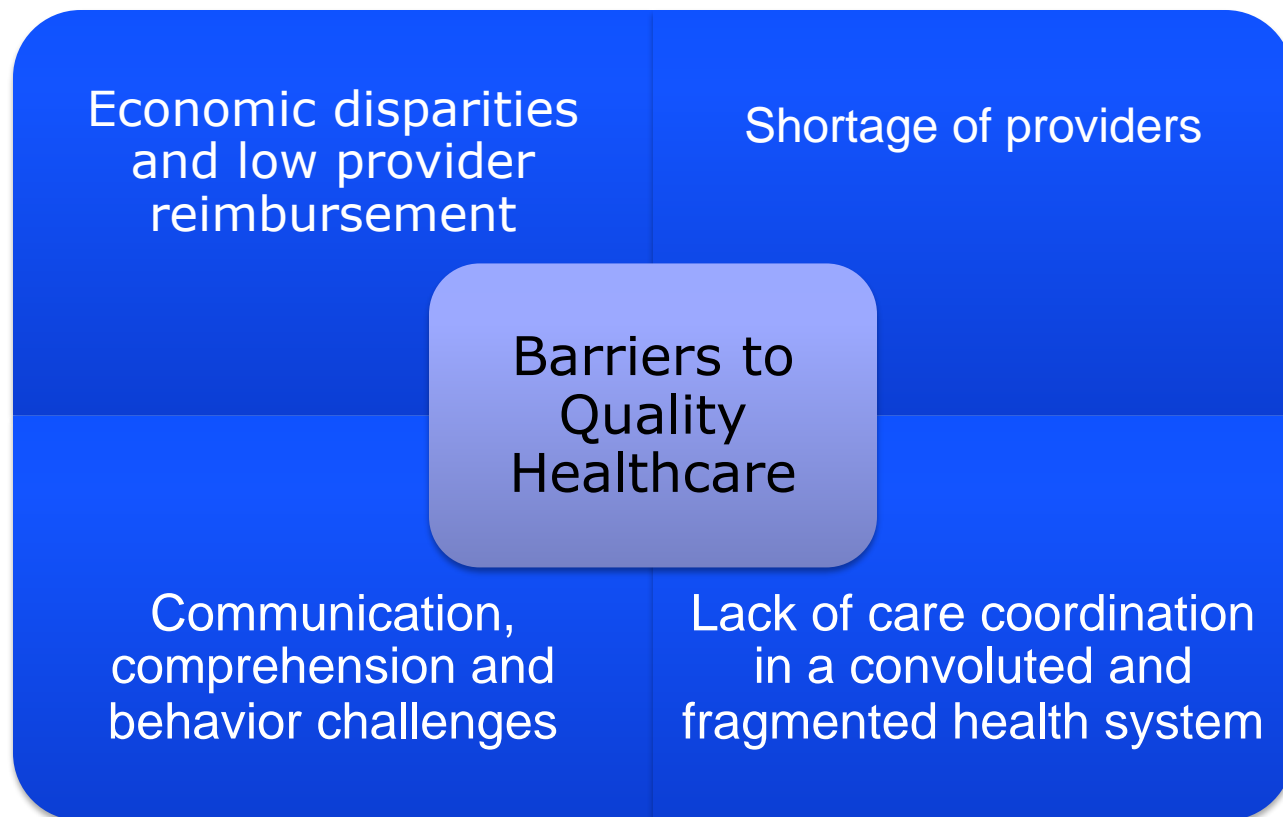 Economic disparities
and low provider
reimbursement
Shortage of providers
Barriers to
Quality
Healthcare
Communication,
comprehension and
behavior challenges
Lack of care coordination
in a convoluted and
fragmented health system